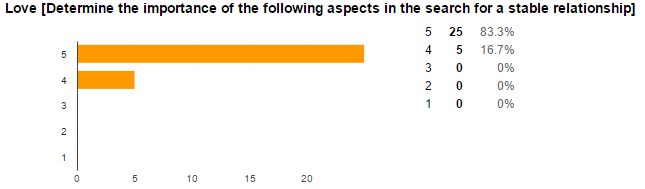 Love [Determine the importance of the following aspects in the search for a stable relationship]
5 25 83.3%
4 5 16.7%
3 0 0%
2 0 0%
1 0 0%
5
4
3
2
1
0 5 10 15 20